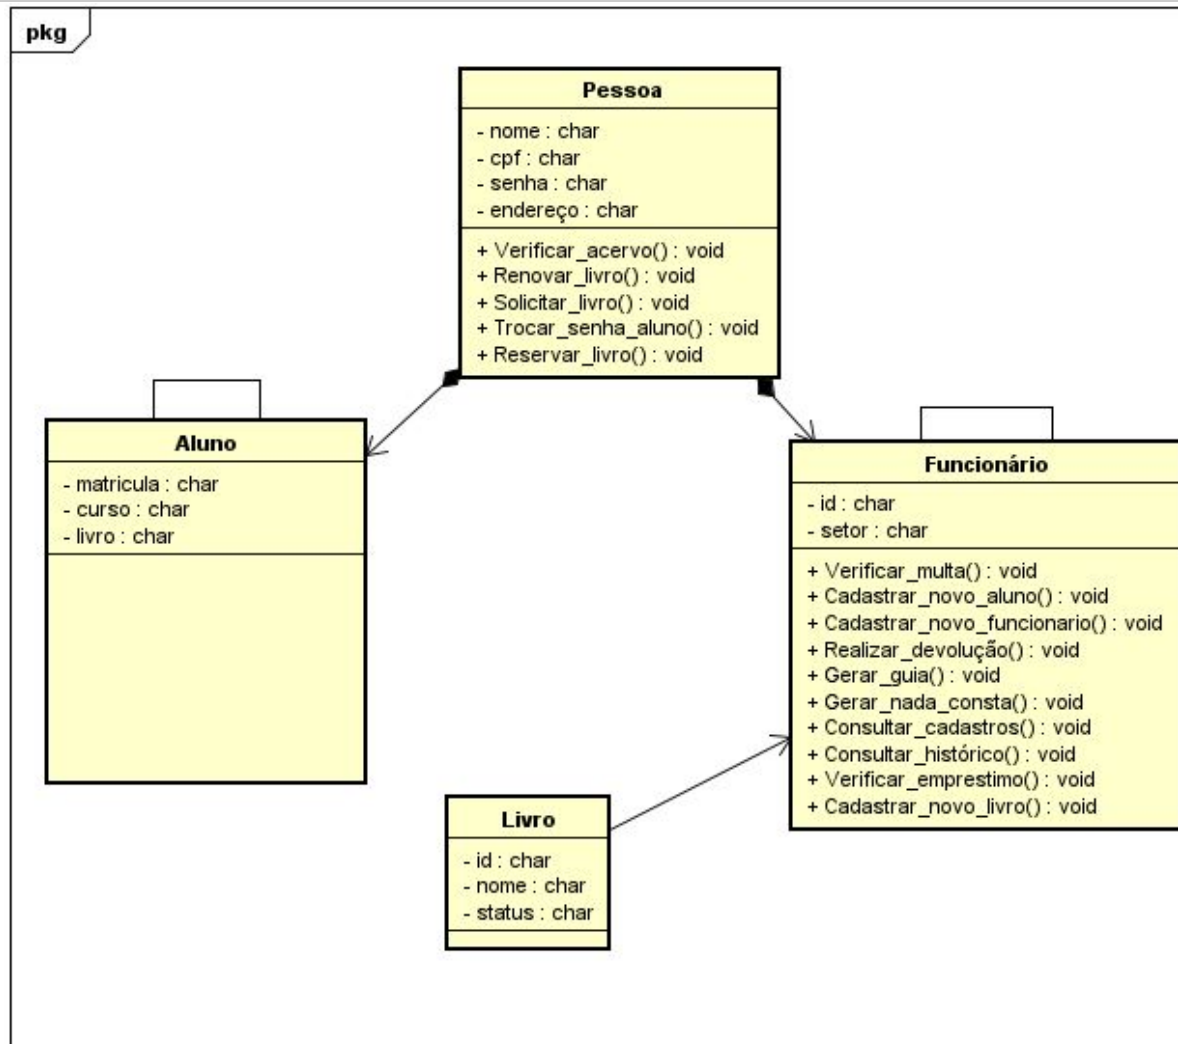 pkg
Pessoa
- nome : char
- cpf : char
- senha : char
- endereço : char
+ Verificar_acervo() : void
+ Renovar_livro() : void
+ Solicitar_livro() : void
+ Trocar_senha_aluno() : void
+ Reservar_livro() : void
Aluno
- matricula : char
- curso : char
- livro : char
Funcionário
- id : char
- setor : char
+ Verificar_multa() : void
+ Cadastrar_novo_aluno() : void
+ Cadastrar_novo_funcionario() : void
+ Realizar_devolução() : void
+ Gerar_guia() : void
+ Gerar_nada_consta() : void
+ Consultar_cadastros() : void
+ Consultar_histórico() : void
+ Verificar_emprestimo() : void
+ Cadastrar_novo_livro() : void
Livro
- id : char
- nome : char
- status : char